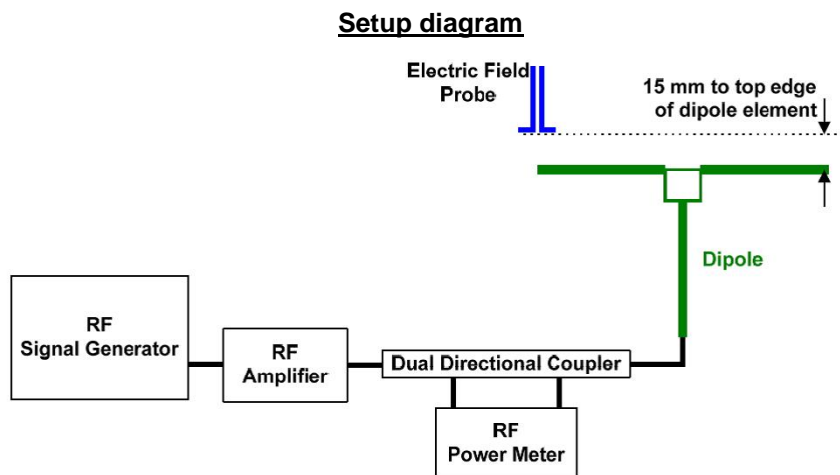 Setup diagram
Electric Field
Probe
15 mm to top edge
of dipole element
Dipole
RF
Signal Generator
RF
Amplifier
Dual Directional Coupler
RF
Power Meter